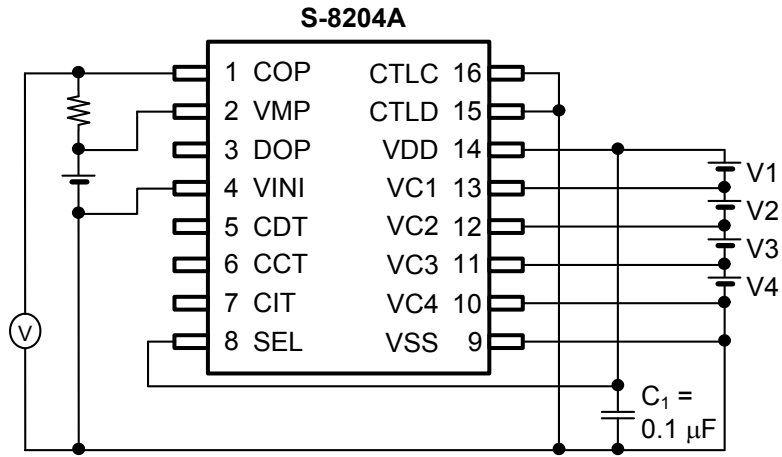 S-8204A
1 COP CTLC 16
2 VMP CTLD 15
3 DOP VDD 14
4 VINI VC1 13
5 CDT VC2 12
6 CCT VC3 11
7 CIT VC4 10
8 SEL VSS 9
V1
V2
V3
V4
V
C₁ =
0.1 μF